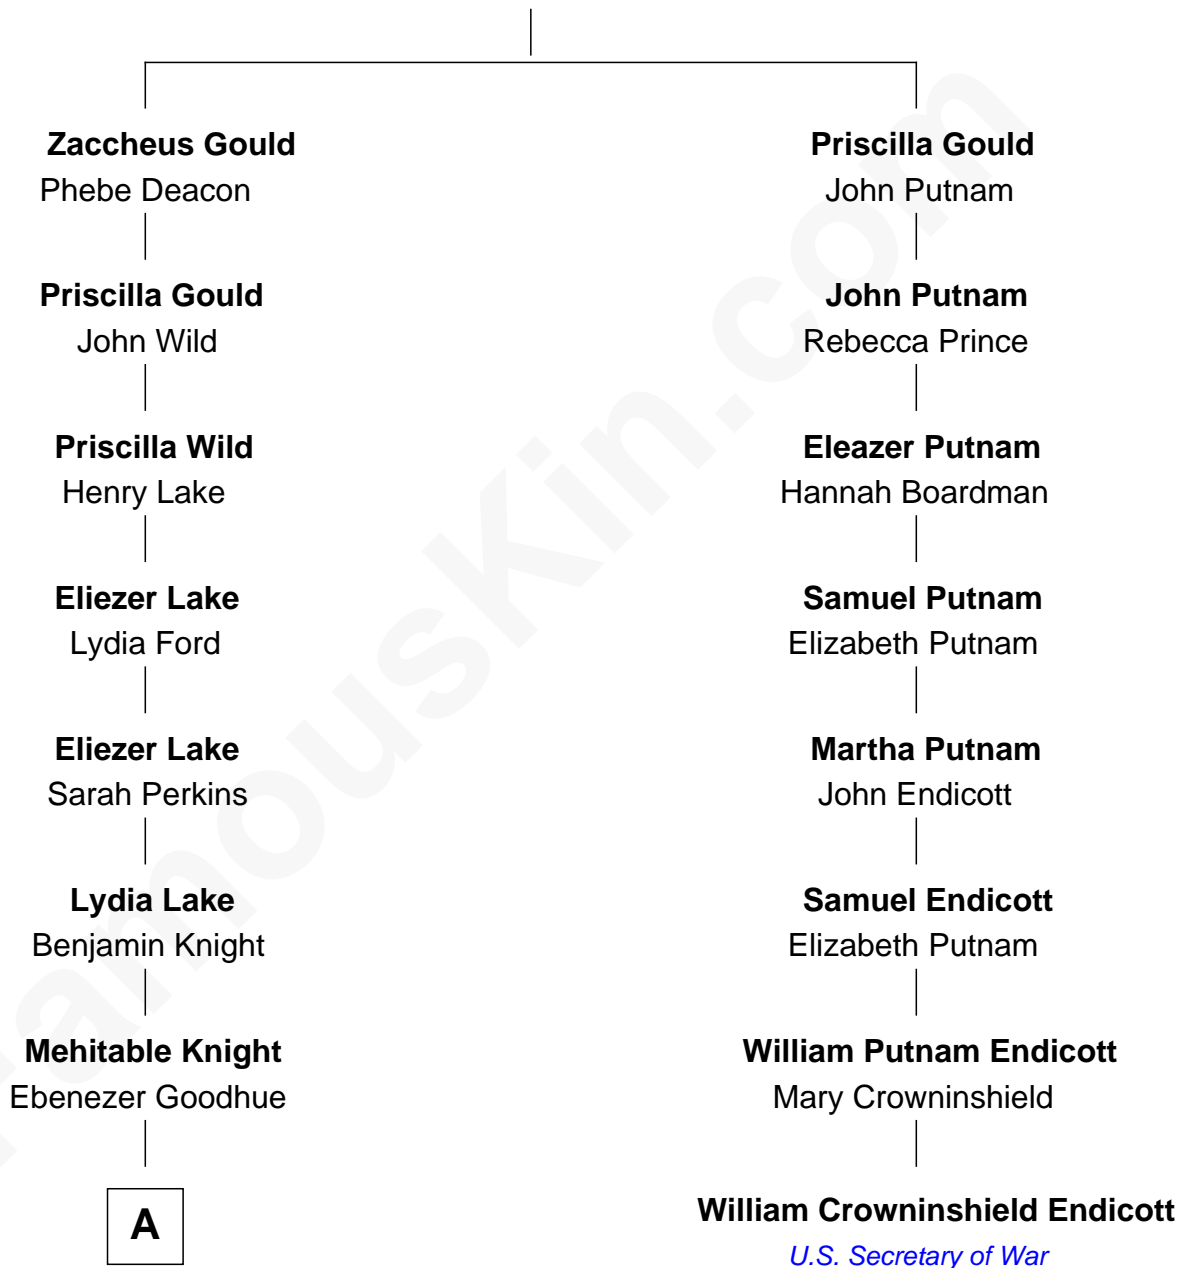 Zaccheus Gould
Phebe Deacon
Priscilla Gould
John Wild
Priscilla Wild
Henry Lake
Eliezer Lake
Lydia Ford
Eliezer Lake
Sarah Perkins
Lydia Lake
Benjamin Knight
Mehitable Knight
Ebenezer Goodhue
A
Priscilla Gould
John Putnam
John Putnam
Rebecca Prince
Eleazer Putnam
Hannah Boardman
Samuel Putnam
Elizabeth Putnam
Martha Putnam
John Endicott
Samuel Endicott
Elizabeth Putnam
William Putnam Endicott
Mary Crowninshield
William Crowninshield Endicott
U.S. Secretary of War
FamousKin.com